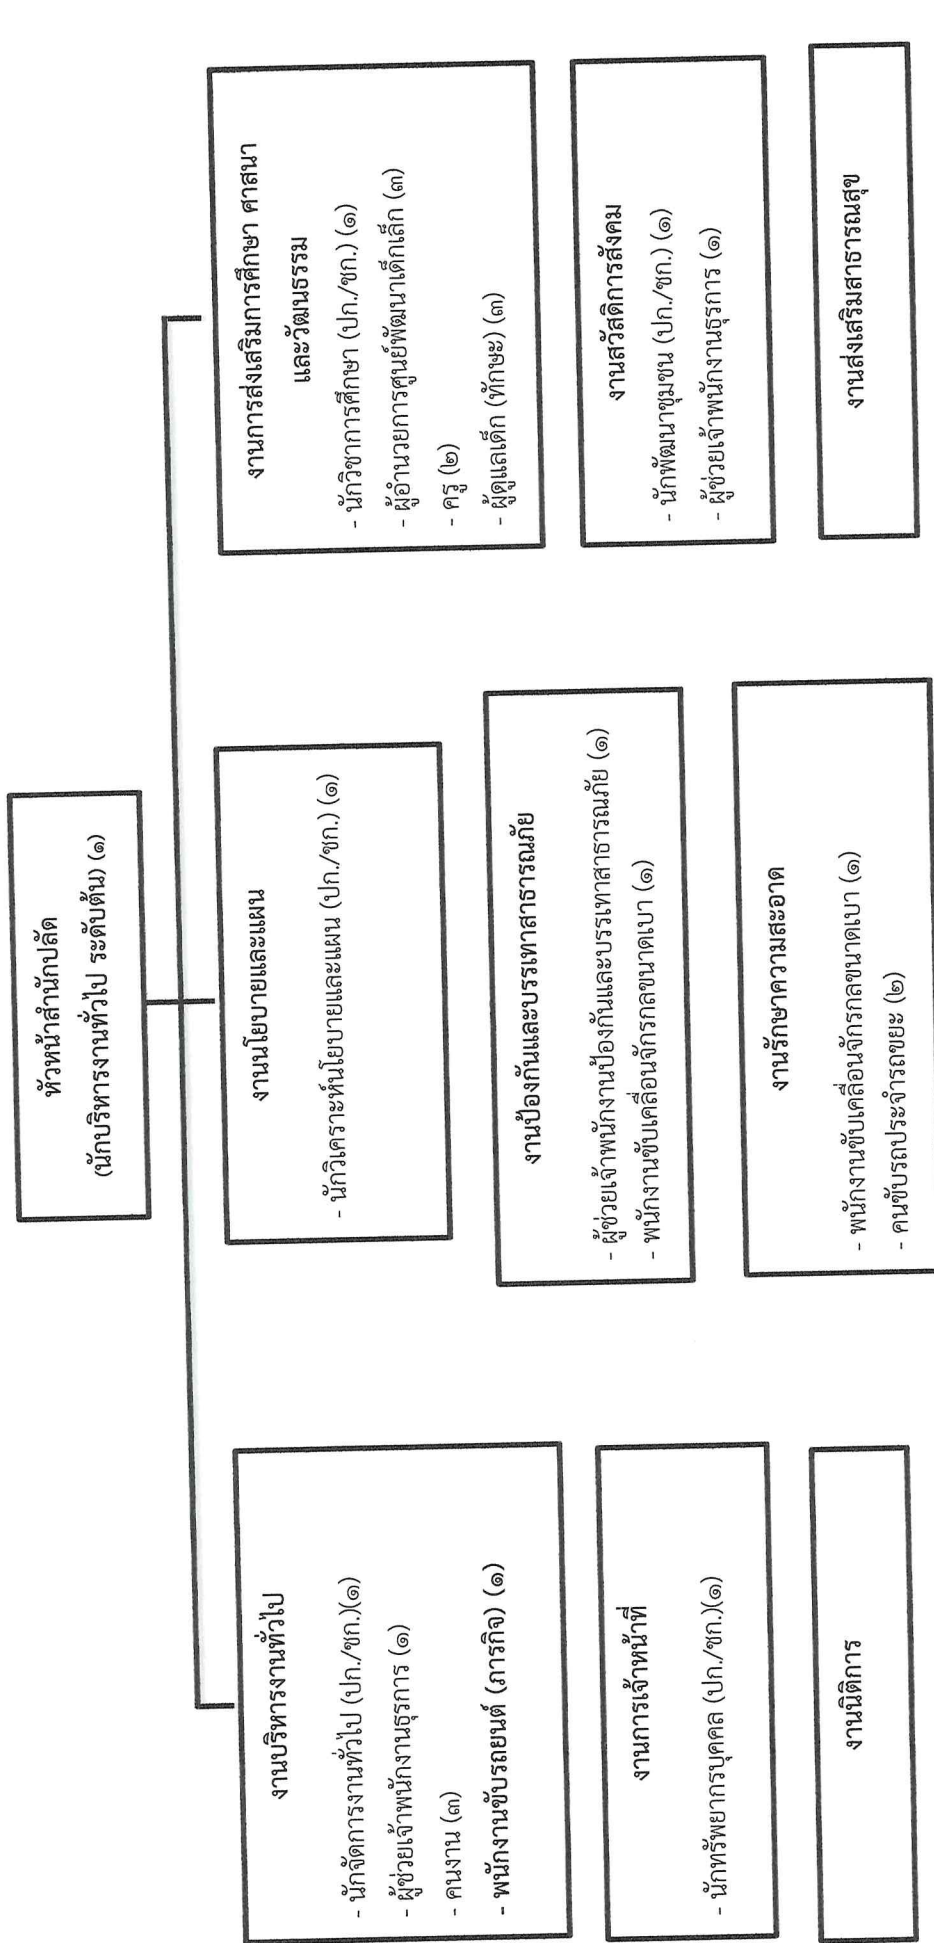 หัวหน้าสำนักปลัด
(นักบริหารงานทั่วไป ระดับต้น) (๑)
งานบริหารงานทั่วไป
- นักจัดการงานทั่วไป (ปก./ชก.)(๑)
- ผู้ช่วยเจ้าพนักงานธุรการ (๑)
- คนงาน (๓)
- พนักงานขับรถยนต์ (ภารกิจ) (๑)
งานการเจ้าหน้าที่
- นักทรัพยากรบุคคล (ปก./ชก.)(๑)
งานนิติการ
งานนโยบายและแผน
- นักวิเคราะห์นโยบายและแผน (ปก./ชก.) (๑)
งานป้องกันและบรรเทาสาธารณภัย
- ผู้ช่วยเจ้าพนักงานป้องกันและบรรเทาสาธารณภัย (๑)
- พนักงานขับเคลื่อนจักรกลขนาดเบา (๑)
งานรักษาความสะอาด
- พนักงานขับเคลื่อนจักรกลขนาดเบา (๑)
- คนขับรถประจำรถขยะ (๒)
งานการส่งเสริมการศึกษา ศาสนา
และวัฒนธรรม
- นักวิชาการศึกษา (ปก./ชก.) (๑)
- ผู้อำนวยการศูนย์พัฒนาเด็กเล็ก (๓)
- ครู (๒)
- ผู้ดูแลเด็ก (ทักษะ) (๓)
งานสวัสดิการสังคม
- นักพัฒนาชุมชน (ปก./ชก.) (๑)
- ผู้ช่วยเจ้าพนักงานธุรการ (๑)
งานส่งเสริมสาธารณสุข